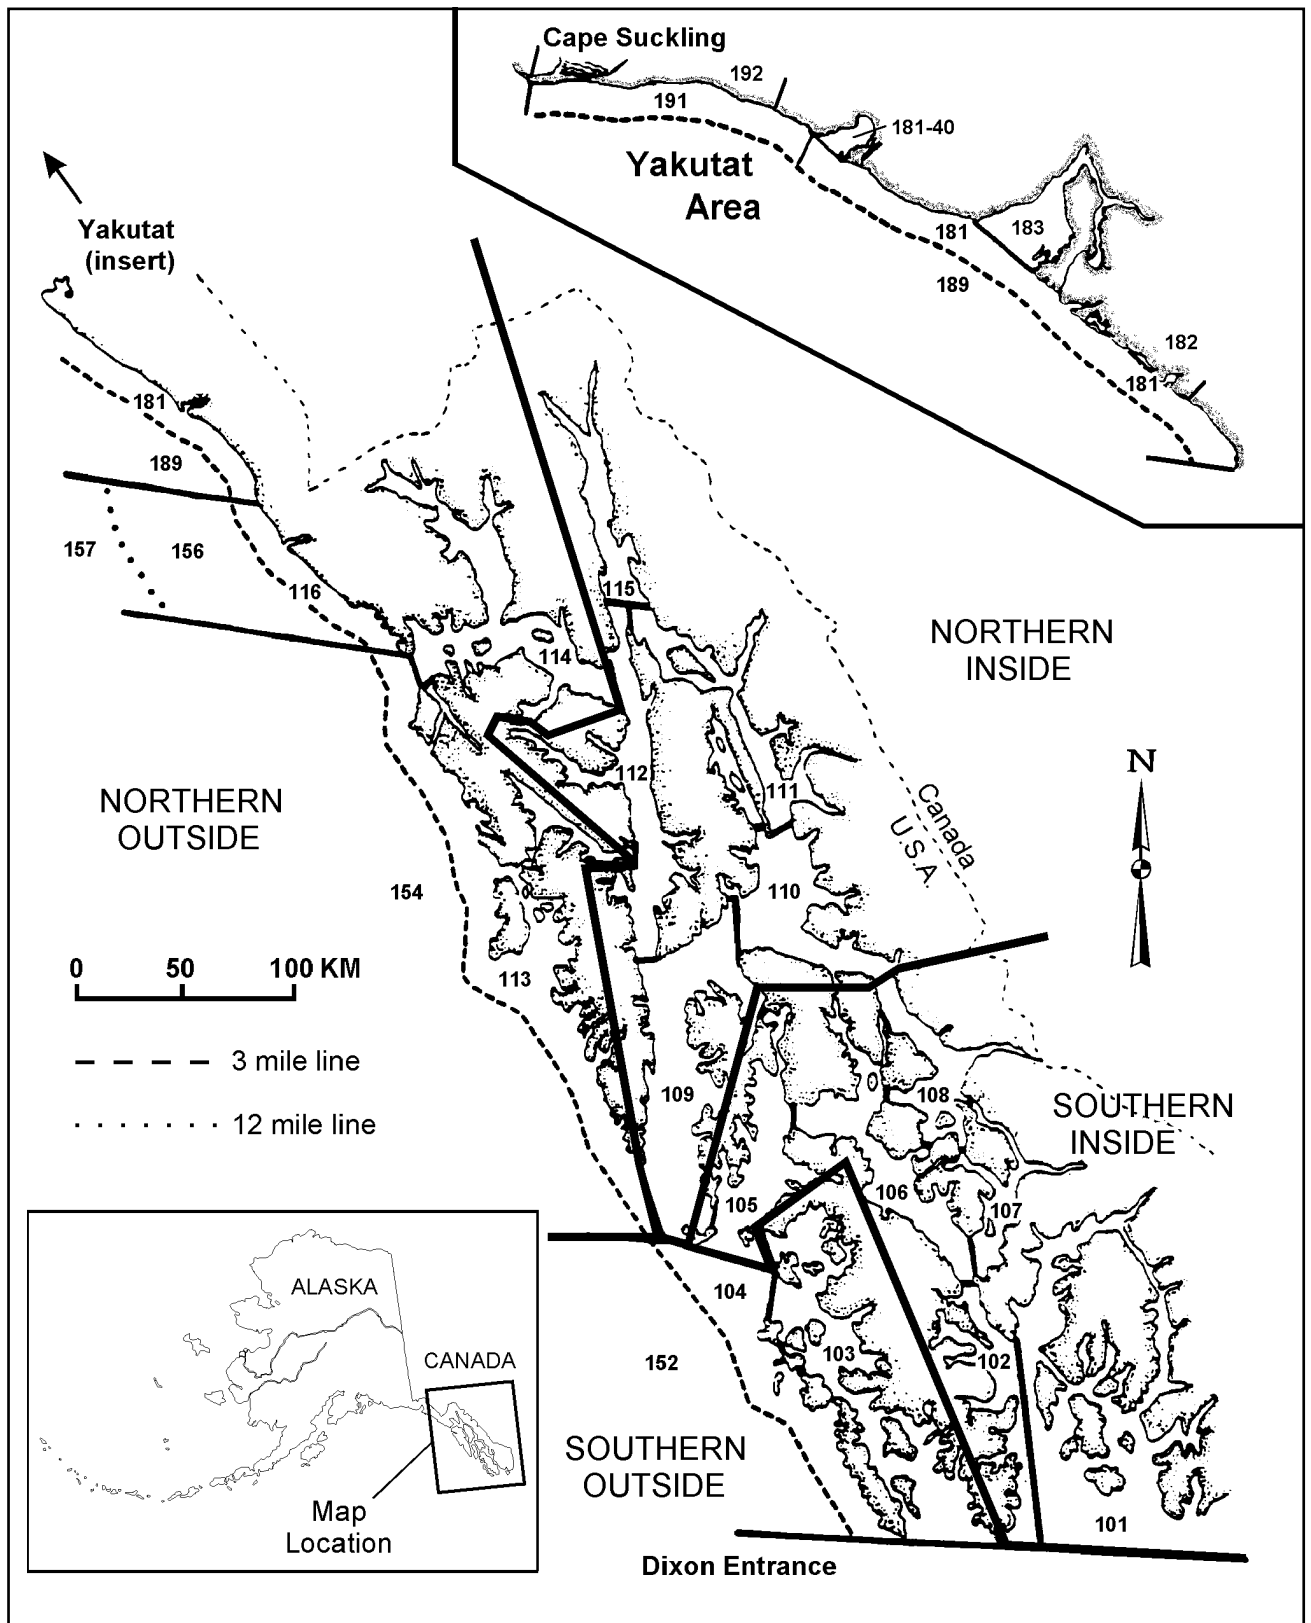 Cape Suckling
192
191
181-40
Yakutat
Area
181
183
189
182
181
Yakutat
(insert)
181
189
157
156
116
115
114
NORTHERN
INSIDE
112
111
N
NORTHERN
OUTSIDE
Canada
U.S.A.
154
110
113
0 50 100 KM
3 mile line
12 mile line
109
108
SOUTHERN
INSIDE
105
106
107
104
103
102
152
ALASKA
CANADA
SOUTHERN
OUTSIDE
Map
Location
101
Dixon Entrance